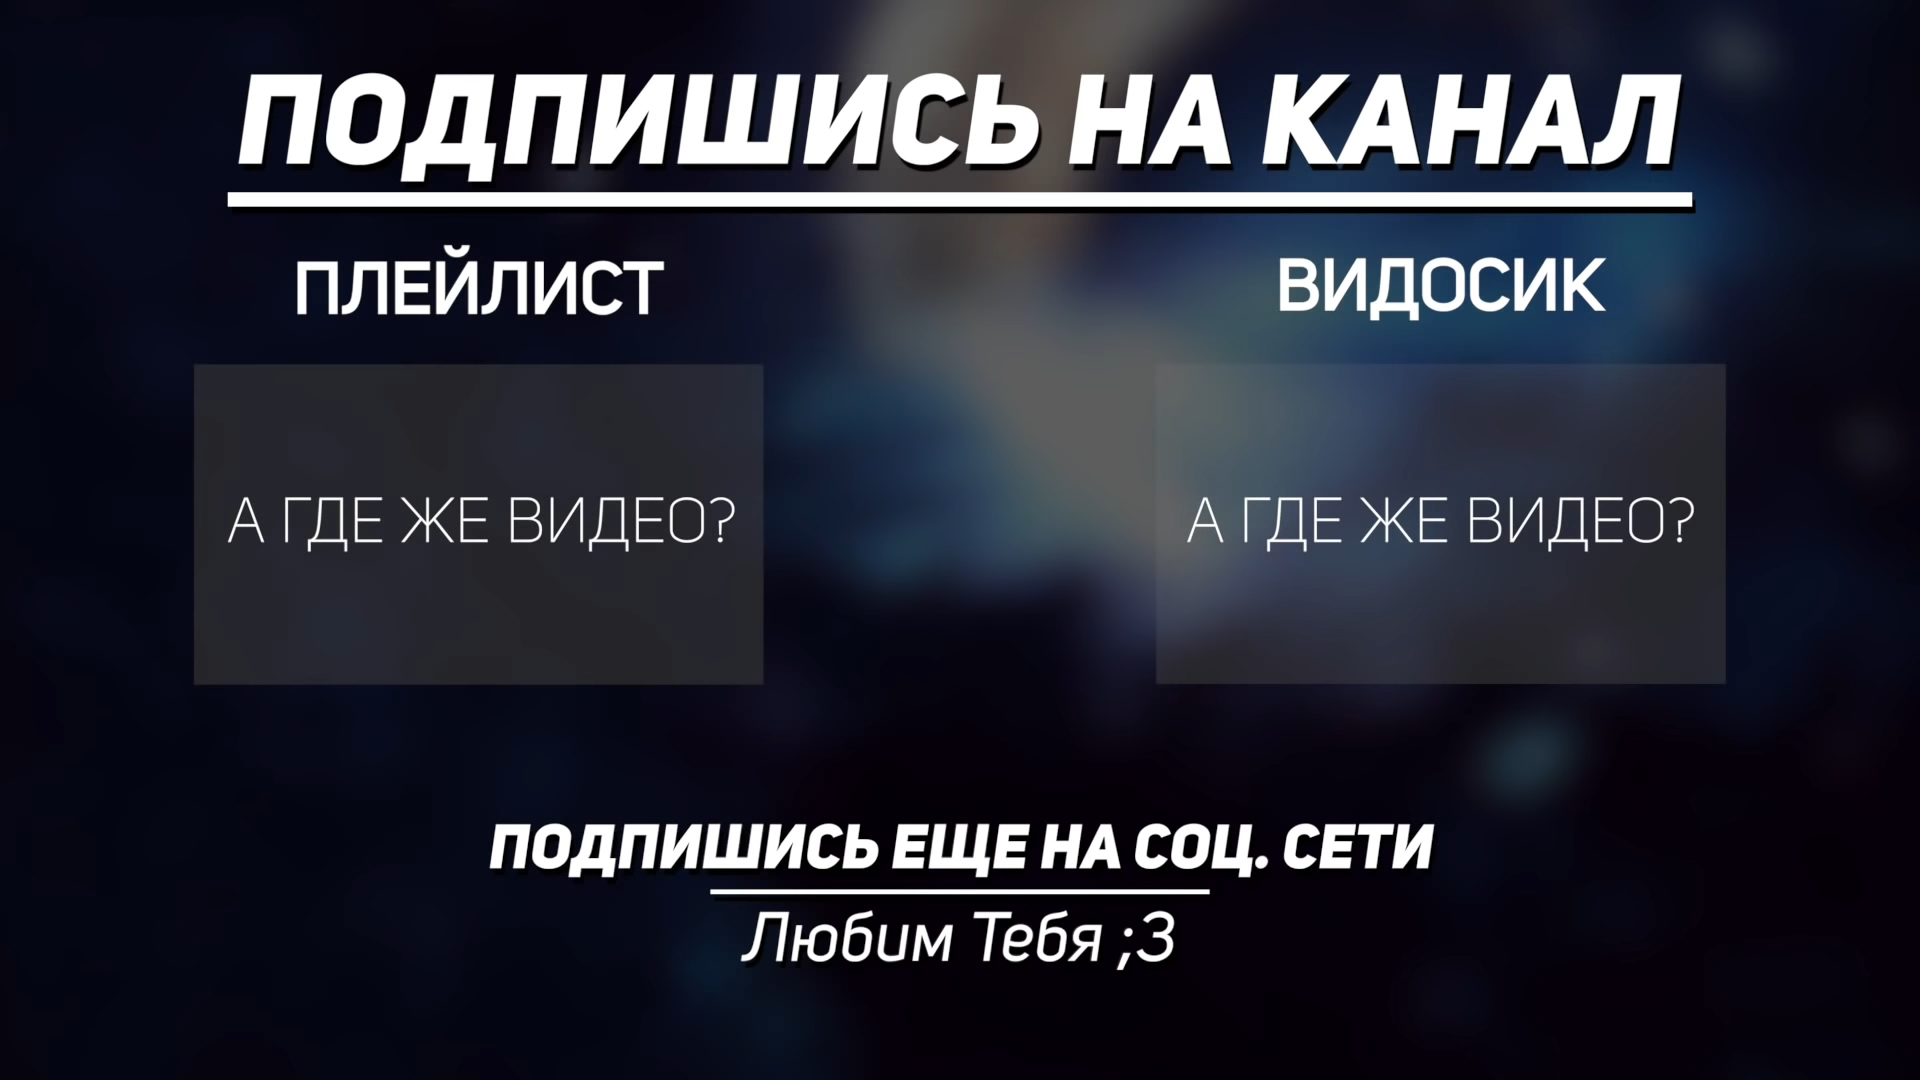 ПОДПИШИСЬ НА КАНАЛ
ПЛЕЙЛИСТ
ВИДОСИК
А ГДЕ ЖЕ ВИДЕО?
А ГДЕ ЖЕ ВИДЕО?
ПОДПИШИСЬ ЕЩЕ НА СОЦ. СЕТИ
Любим Тебя ;3